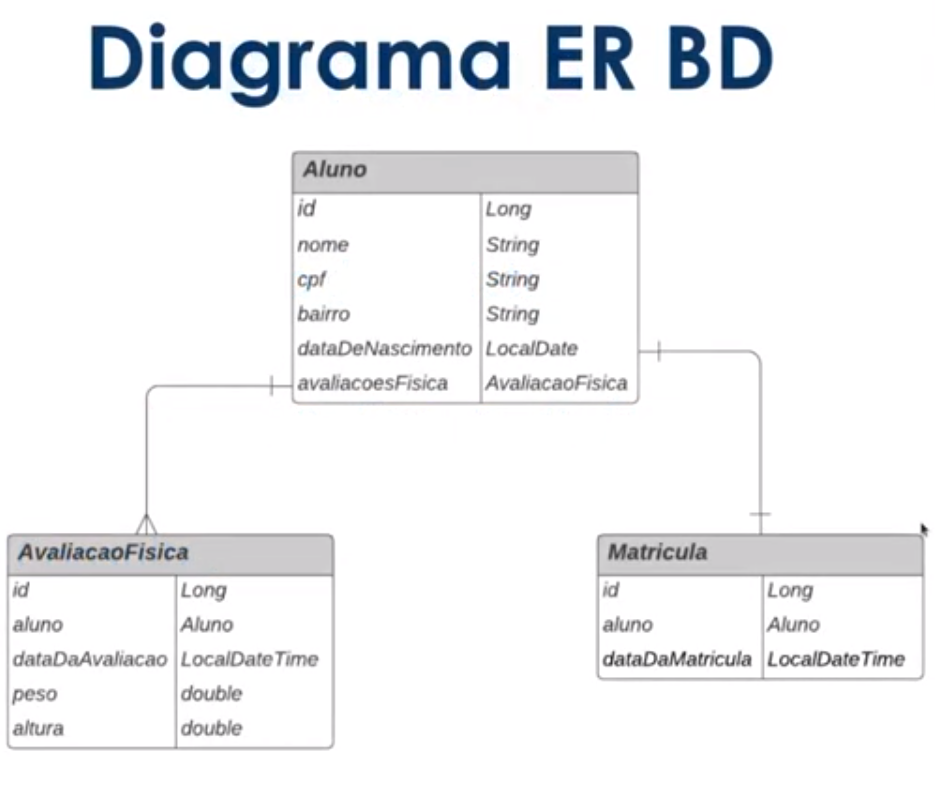 Diagrama ER BD
Aluno
id Long
nome String
cpf String
bairro String
dataDeNascimento LocalDate
avaliacoesFisica AvaliacaoFisica
AvaliacaoFisica
id Long
aluno Aluno
dataDaAvaliacao LocalDateTime
peso double
altura double
Matricula
id Long
aluno Aluno
dataDaMatricula LocalDateTime